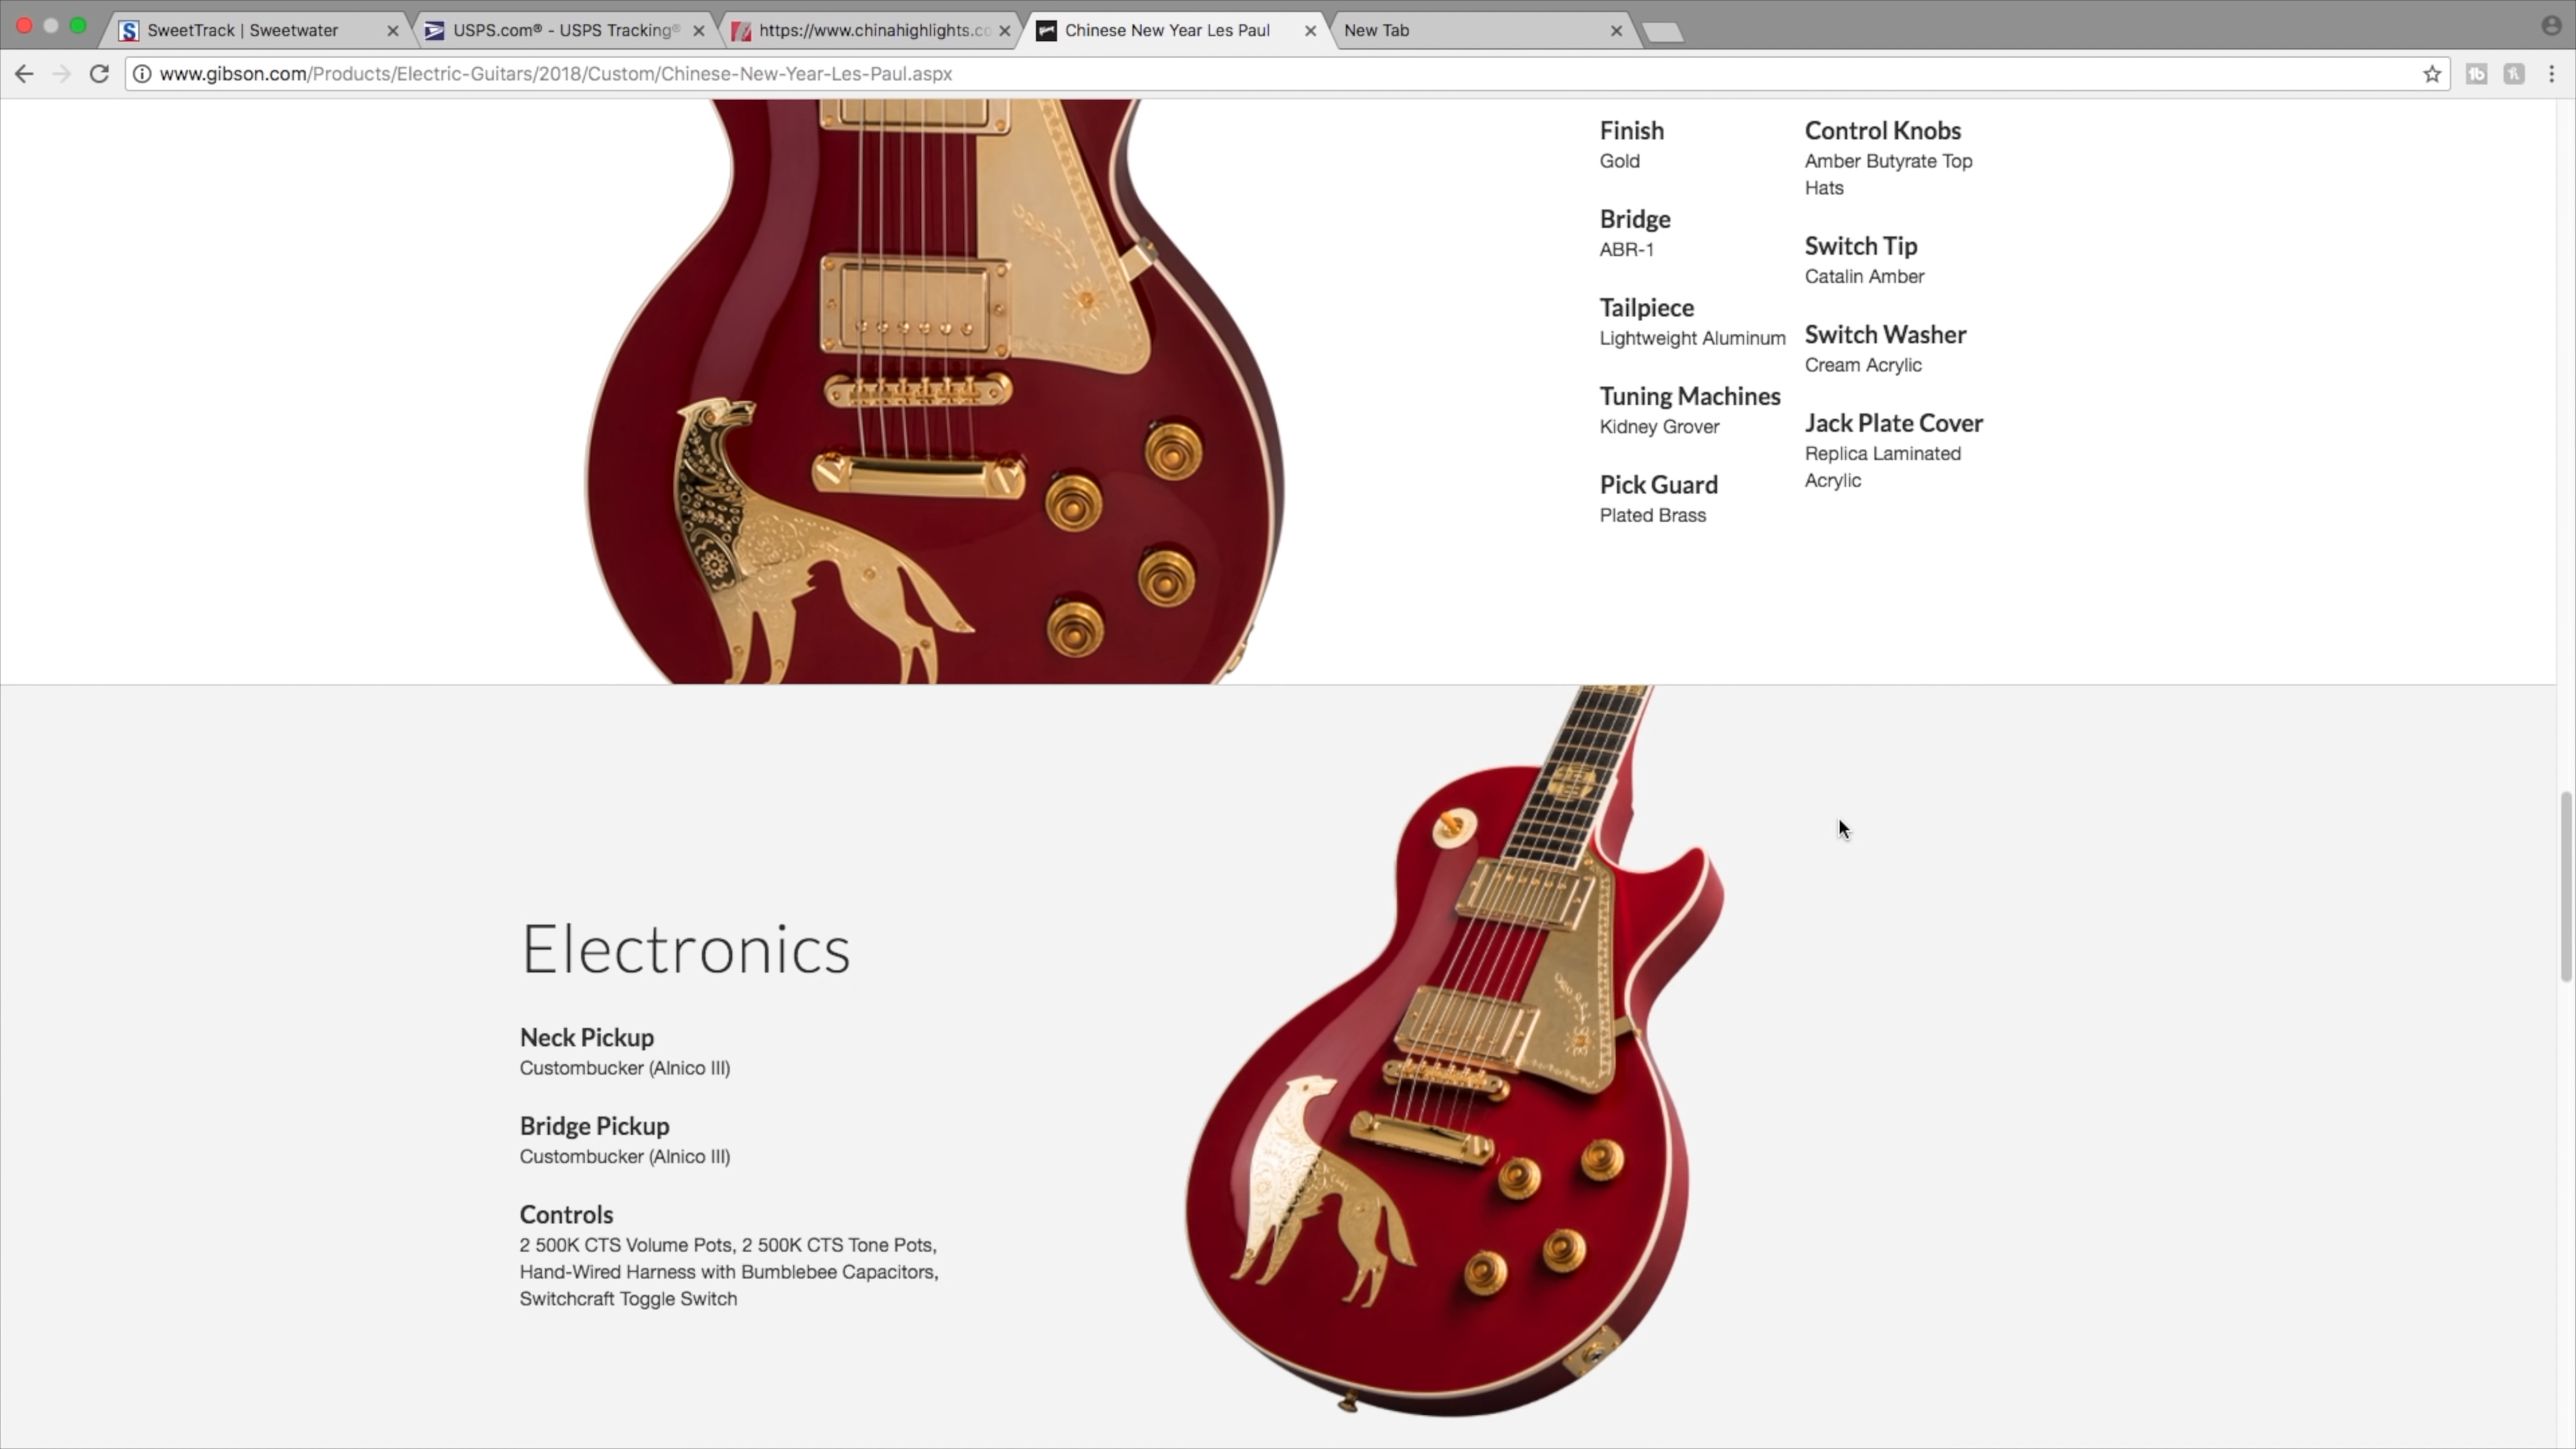 SweetTrack | Sweetwater
USPS.com® - USPS Tracking®
https://www.chinahighlights.co
Chinese New Year Les Paul
New Tab
www.gibson.com/Products/Electric-Guitars/2018/Custom/Chinese-New-Year-Les-Paul.aspx
Finish
Gold
Bridge
ABR-1
Tailpiece
Lightweight Aluminum
Tuning Machines
Kidney Grover
Pick Guard
Plated Brass
Control Knobs
Amber Butyrate Top
Hats
Switch Tip
Catalin Amber
Switch Washer
Cream Acrylic
Jack Plate Cover
Replica Laminated
Acrylic
Electronics
Neck Pickup
Custombucker (Alnico III)
Bridge Pickup
Custombucker (Alnico III)
Controls
2 500K CTS Volume Pots, 2 500K CTS Tone Pots,
Hand-Wired Harness with Bumblebee Capacitors,
Switchcraft Toggle Switch